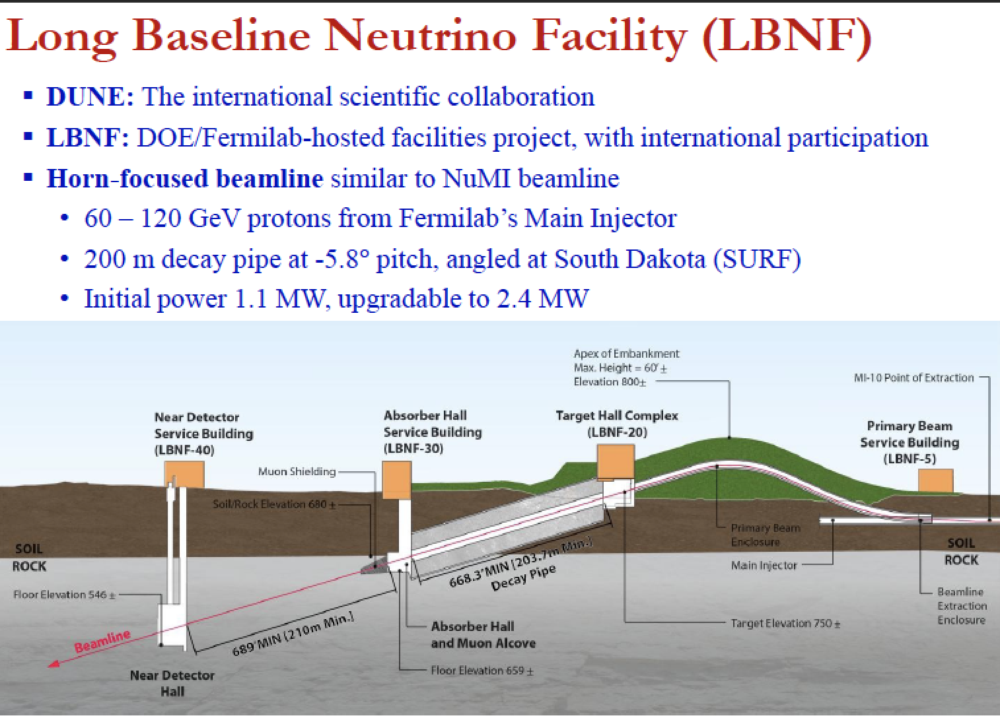 Long Baseline Neutrino Facility (LBNF)
▪ DUNE: The international scientific collaboration
▪ LBNF: DOE/Fermilab-hosted facilities project, with international participation
▪ Horn-focused beamline similar to NuMI beamline
• 60 – 120 GeV protons from Fermilab's Main Injector
• 200 m decay pipe at -5.8° pitch, angled at South Dakota (SURF)
• Initial power 1.1 MW, upgradable to 2.4 MW
Apex of Embankment
Max. Height = 60' ±
Elevation 800±
MI-10 Point of Extraction
Near Detector
Service Building
(LBNF-40)
Absorber Hall
Service Building
(LBNF-30)
Target Hall Complex
(LBNF-20)
Primary Beam
Service Building
(LBNF-5)
Muon Shielding
Soil/Rock Elevation 680 ±
SOIL
ROCK
Primary Beam
Enclosure
Main Injector
SOIL
ROCK
668.3'MIN (203.7m Min.)
Decay Pipe
Floor Elevation 546 ±
Beamline
Extraction
Enclosure
689'MIN (210m Min.)
Absorber Hall
and Muon Alcove
Target Elevation 750 ±
Beamline
Floor Elevation 659 ±
Near Detector
Hall